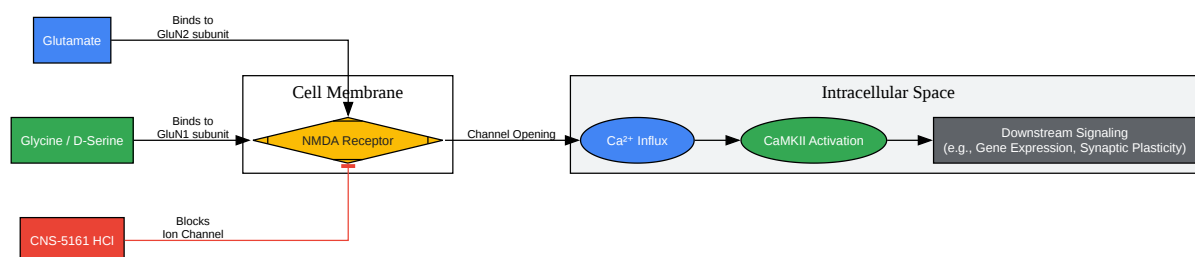 Binds to
GluN2 subunit
Glutamate
Cell Membrane
Intracellular Space
Binds to
GluN1 subunit
Glycine / D-Serine
NMDA Receptor
Channel Opening
Ca²⁺ Influx
CaMKII Activation
Downstream Signaling
(e.g., Gene Expression, Synaptic Plasticity)
Blocks
Ion Channel
CNS-5161 HCl